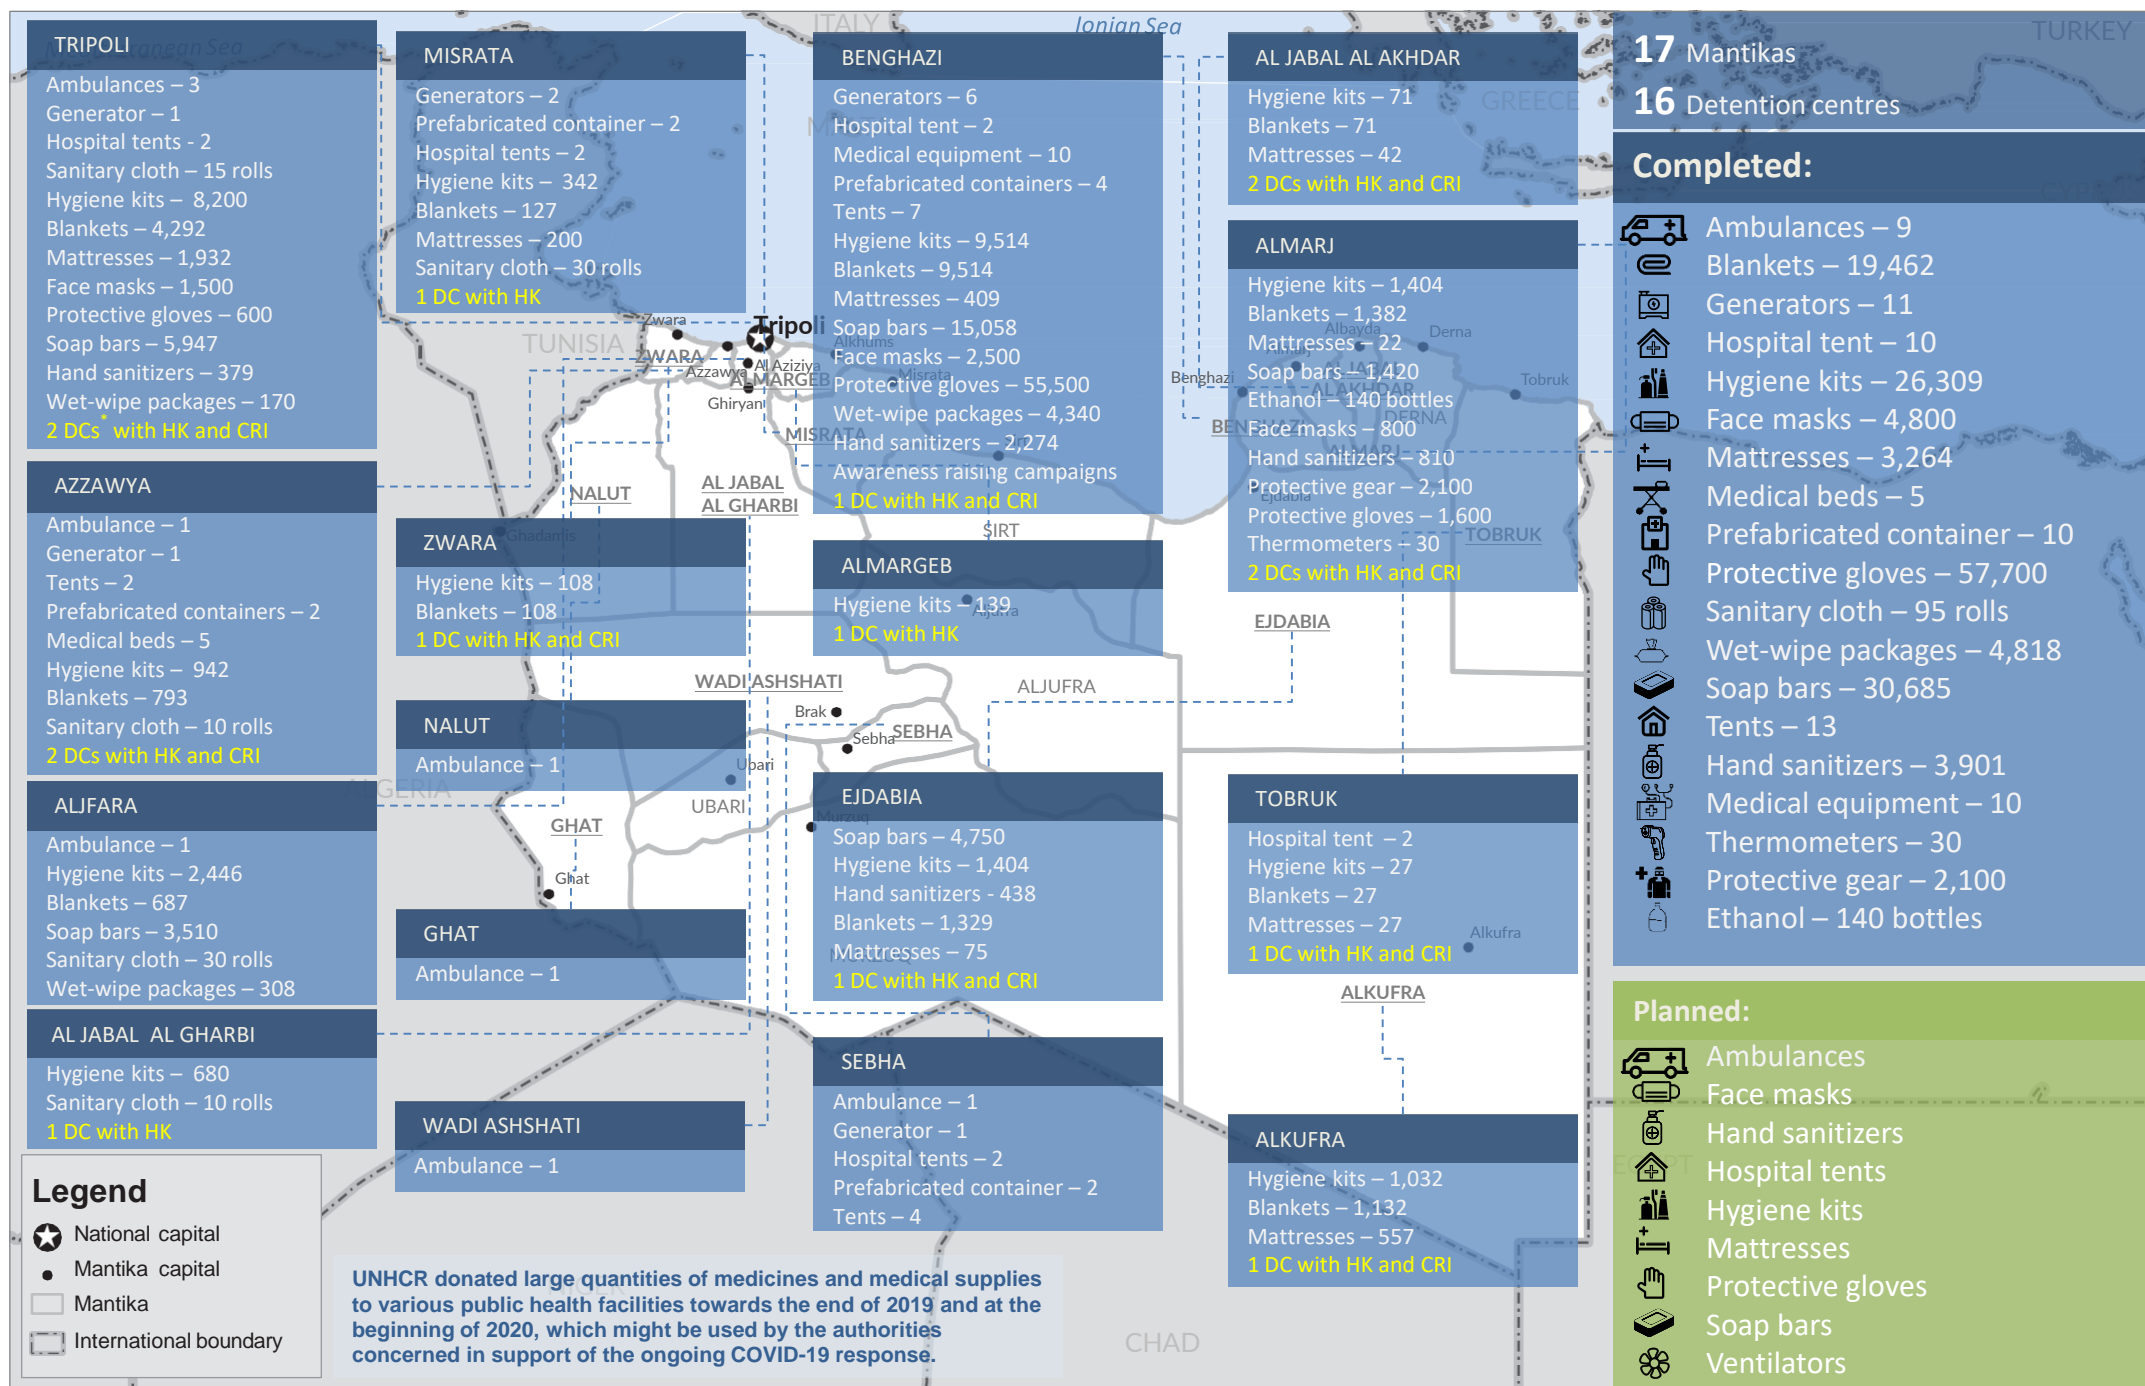 TRIPOLI
Ambulances – 3
Generator – 1
Hospital tents - 2
Sanitary cloth – 15 rolls
Hygiene kits – 8,200
Blankets – 4,292
Mattresses – 1,932
Face masks – 1,500
Protective gloves – 600
Soap bars – 5,947
Hand sanitizers – 379
Wet-wipe packages – 170
2 DCs* with HK and CRI
AZZAWYA
Ambulance – 1
Generator – 1
Tents – 2
Prefabricated containers – 2
Medical beds – 5
Hygiene kits – 942
Blankets – 793
Sanitary cloth – 10 rolls
2 DCs with HK and CRI
ALJFARA
Ambulance – 1
Hygiene kits – 2,446
Blankets – 687
Soap bars – 3,510
Sanitary cloth – 30 rolls
Wet-wipe packages – 308
AL JABAL AL GHARBI
Hygiene kits – 680
Sanitary cloth – 10 rolls
1 DC with HK
Legend
National capital
Mantika capital
Mantika
International boundary
MISRATA
Generators – 2
Prefabricated container – 2
Hospital tents – 2
Hygiene kits – 342
Blankets – 127
Mattresses – 200
Sanitary cloth – 30 rolls
1 DC with HK
ZWARA
Hygiene kits – 108
Blankets – 108
1 DC with HK and CRI
NALUT
Ambulance – 1
GHAT
Ambulance – 1
WADI ASHSHATI
Ambulance – 1
BENGHAZI
Generators – 6
Hospital tent – 2
Medical equipment – 10
Prefabricated containers – 4
Tents – 7
Hygiene kits – 9,514
Blankets – 9,514
Mattresses – 409
Soap bars – 15,058
Face masks – 2,500
Protective gloves – 55,500
Wet-wipe packages – 4,340
Hand sanitizers – 2,274
Awareness raising campaigns
1 DC with HK and CRI
ALMARGEB
Hygiene kits – 139
1 DC with HK
EJDABIA
Soap bars – 4,750
Hygiene kits – 1,404
Hand sanitizers - 438
Blankets – 1,329
Mattresses – 75
1 DC with HK and CRI
SEBHA
Ambulance – 1
Generator – 1
Hospital tents – 2
Prefabricated container – 2
Tents – 4
AL JABAL AL AKHDAR
Hygiene kits – 71
Blankets – 71
Mattresses – 42
2 DCs with HK and CRI
ALMARJ
Hygiene kits – 1,404
Blankets – 1,382
Mattresses – 22
Soap bars – 1,420
Ethanol – 140 bottles
Face masks – 800
Hand sanitizers – 810
Protective gear – 2,100
Protective gloves – 1,600
Thermometers – 30
2 DCs with HK and CRI
TOBRUK
Hospital tent – 2
Hygiene kits – 27
Blankets – 27
Mattresses – 27
1 DC with HK and CRI
ALKUFRA
Hygiene kits – 1,032
Blankets – 1,132
Mattresses – 557
1 DC with HK and CRI
17 Mantikas
16 Detention centres
Completed:
Ambulances – 9
Blankets – 19,462
Generators – 11
Hospital tent – 10
Hygiene kits – 26,309
Face masks – 4,800
Mattresses – 3,264
Medical beds – 5
Prefabricated container – 10
Protective gloves – 57,700
Sanitary cloth – 95 rolls
Wet-wipe packages – 4,818
Soap bars – 30,685
Tents – 13
Hand sanitizers – 3,901
Medical equipment – 10
Thermometers – 30
Protective gear – 2,100
Ethanol – 140 bottles
Planned:
Ambulances
Face masks
Hand sanitizers
Hospital tents
Hygiene kits
Mattresses
Protective gloves
Soap bars
Ventilators
UNHCR donated large quantities of medicines and medical supplies
to various public health facilities towards the end of 2019 and at the
beginning of 2020, which might be used by the authorities
concerned in support of the ongoing COVID-19 response.
ITALY
Ionian Sea
GREECE
TURKEY
TUNISIA
ALGERIA
NIGER
CHAD
Zwara
Tripoli
ZWARA
Azzawya
Al Aziziya
AL MARGEB
Alkhums
Misrata
Ghiryan
MISRATA
NALUT
AL JABAL
AL GHARBI
Ghadamis
SIRT
Aljufra
ALJUFRA
WADI ASHSHATI
Brak
Sebha
SEBHA
Ubari
UBARI
Murzuq
GHAT
Ghat
Benghazi
Albayda
Derna
Almarj
Tobruk
AL AKHDAR
DERNA
ALMARJ
Ejdabia
TOBRUK
EJDABIA
Alkufra
ALKUFRA